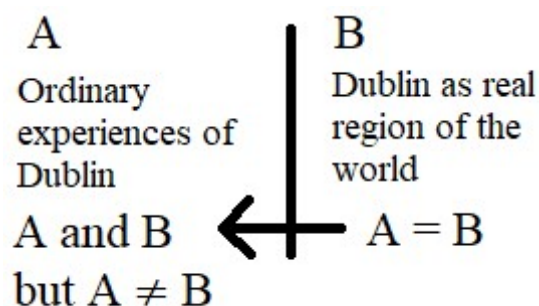 A
Ordinary
experiences of
Dublin
A and B
but A ≠ B
B
Dublin as real
region of the
world
A = B